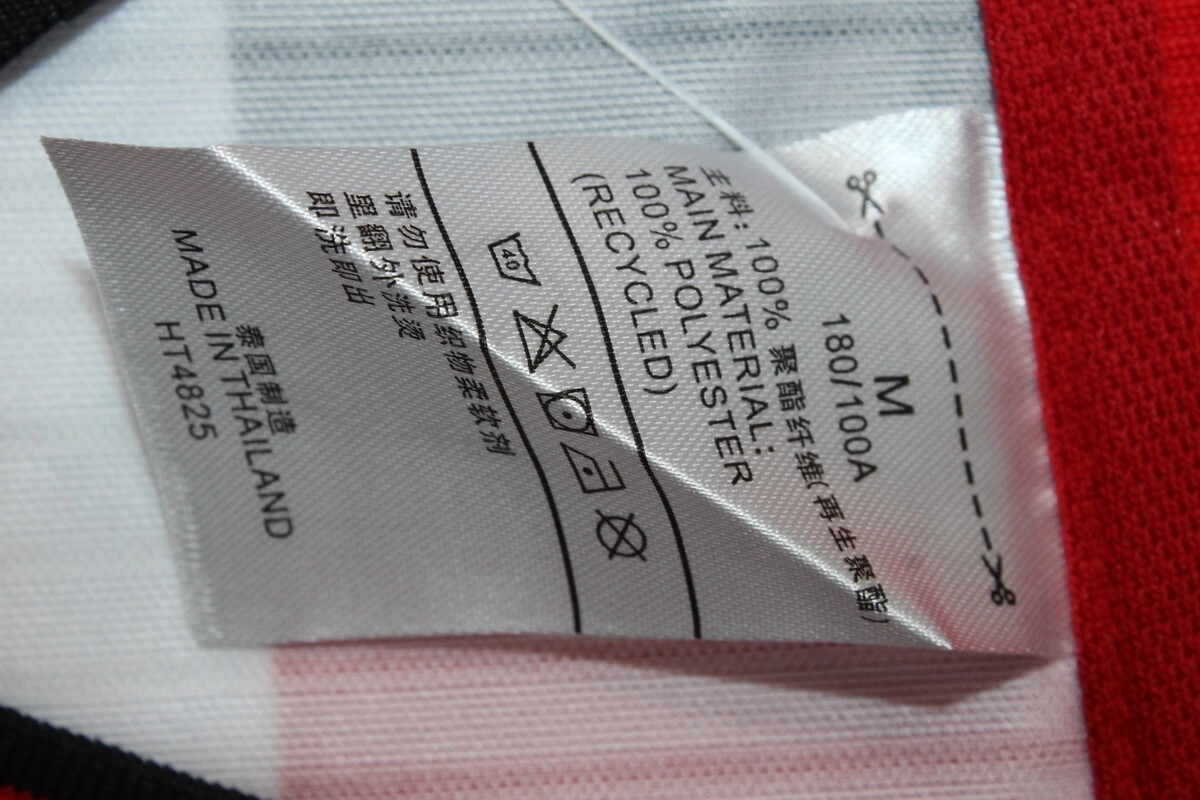 M
180/100A
主料：100% 聚酯纤维(再生聚酯)
MAIN MATERIAL:
100% POLYESTER
(RECYCLED)
40
请勿使用织物柔软剂
里翻外洗烫
即洗即出
泰国制造
MADE IN THAILAND
HT4825